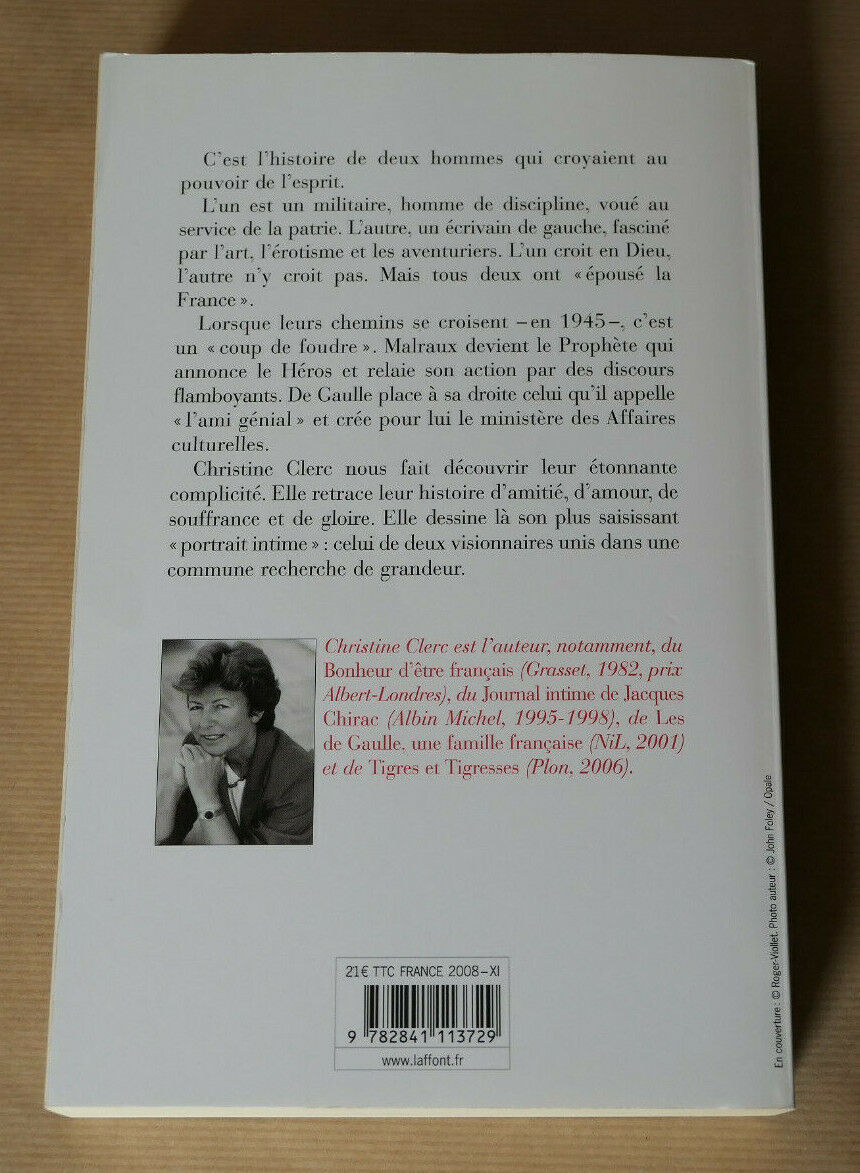 C'est l'histoire de deux hommes qui croyaient au
pouvoir de l'esprit.
L'un est un militaire, homme de discipline, voué au
service de la patrie. L'autre, un écrivain de gauche, fasciné
par l'art, l'érotisme et les aventuriers. L'un croit en Dieu,
l'autre n'y croit pas. Mais tous deux ont « épousé la
France ».
Lorsque leurs chemins se croisent – en 1945 –, c'est
un « coup de foudre ». Malraux devient le Prophète qui
annonce le Héros et relaie son action par des discours
flamboyants. De Gaulle place à sa droite celui qu'il appelle
« l'ami génial » et crée pour lui le ministère des Affaires
culturelles.
Christine Clerc nous fait découvrir leur étonnante
complicité. Elle retrace leur histoire d'amitié, d'amour, de
souffrance et de gloire. Elle dessine là son plus saisissant
« portrait intime » : celui de deux visionnaires unis dans une
commune recherche de grandeur.
Christine Clerc est l'auteur, notamment, du
Bonheur d'être français (Grasset, 1982, prix
Albert-Londres), du Journal intime de Jacques
Chirac (Albin Michel, 1995-1998), de Les
de Gaulle, une famille française (NiL, 2001)
et de Tigres et Tigresses (Plon, 2006).
En couverture : © Roger-Viollet. Photo auteur : © John Foley / Opale
21€ TTC FRANCE 2008–XI
9 782841 113729
www.laffont.fr